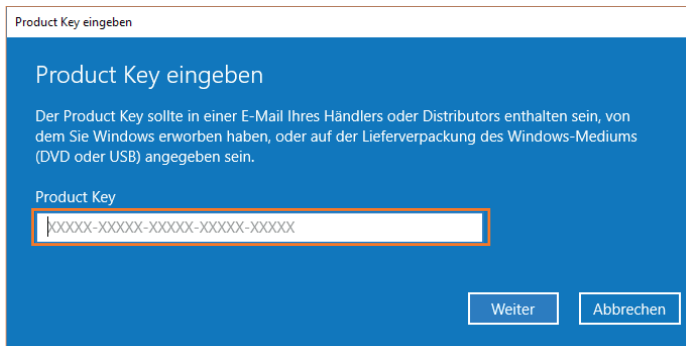 Product Key eingeben
Product Key eingeben
Der Product Key sollte in einer E-Mail Ihres Händlers oder Distributors enthalten sein, von
dem Sie Windows erworben haben, oder auf der Lieferverpackung des Windows-Mediums
(DVD oder USB) angegeben sein.
Product Key
XXXXX-XXXXX-XXXXX-XXXXX-XXXXX
Weiter Abbrechen